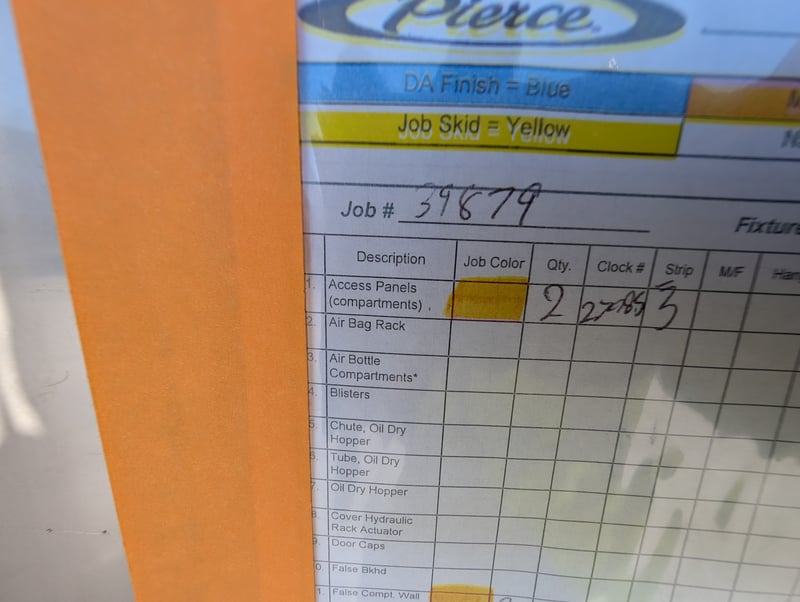 Pierce
DA Finish = Blue
Job Skid = Yellow
Job # 39879
Fixture
Description Job Color Qty. Clock # Strip M/F
1. Access Panels (compartments) 2 3
2. Air Bag Rack
3. Air Bottle
Compartments*
4. Blisters
5. Chute, Oil Dry
Hopper
6. Tube, Oil Dry
Hopper
7. Oil Dry Hopper
8. Cover Hydraulic
Rack Actuator
9. Door Caps
0. False Bkhd
1. False Compt. Wall